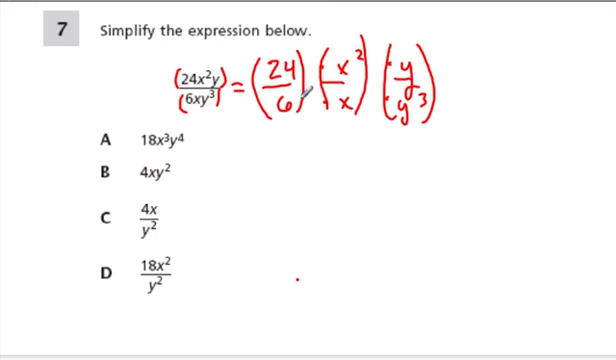 7 Simplify the expression below.
(24x²y)/(6xy³) = (24/6) (x²/x) (y/y³)
A 18x³y⁴
B 4xy²
C 4x/y²
D 18x²/y²